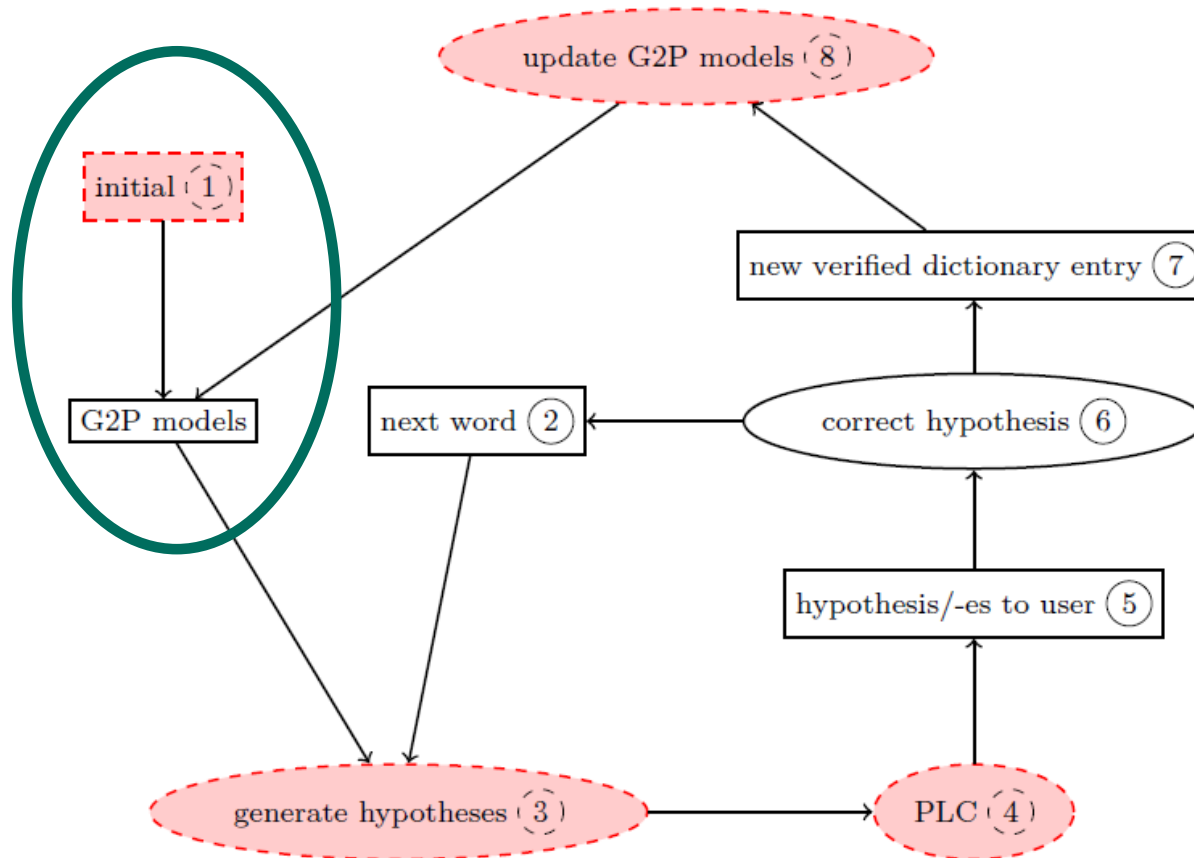 update G2P models 8
initial 1
new verified dictionary entry 7
G2P models
next word 2
correct hypothesis 6
hypothesis/-es to user 5
generate hypotheses 3
PLC 4